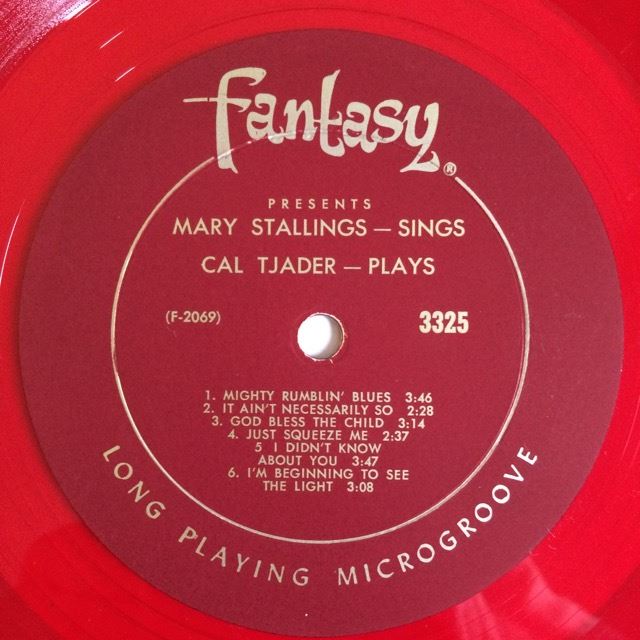 fantasy®
PRESENTS
MARY STALLINGS — SINGS
CAL TJADER — PLAYS
(F-2069)
3325
1. MIGHTY RUMBLIN' BLUES 3:46
2. IT AIN'T NECESSARILY SO 2:28
3. GOD BLESS THE CHILD 3:14
4. JUST SQUEEZE ME 2:37
5 I DIDN'T KNOW
ABOUT YOU 3:47
6. I'M BEGINNING TO SEE
THE LIGHT 3:08
LONG PLAYING MICROGROOVE